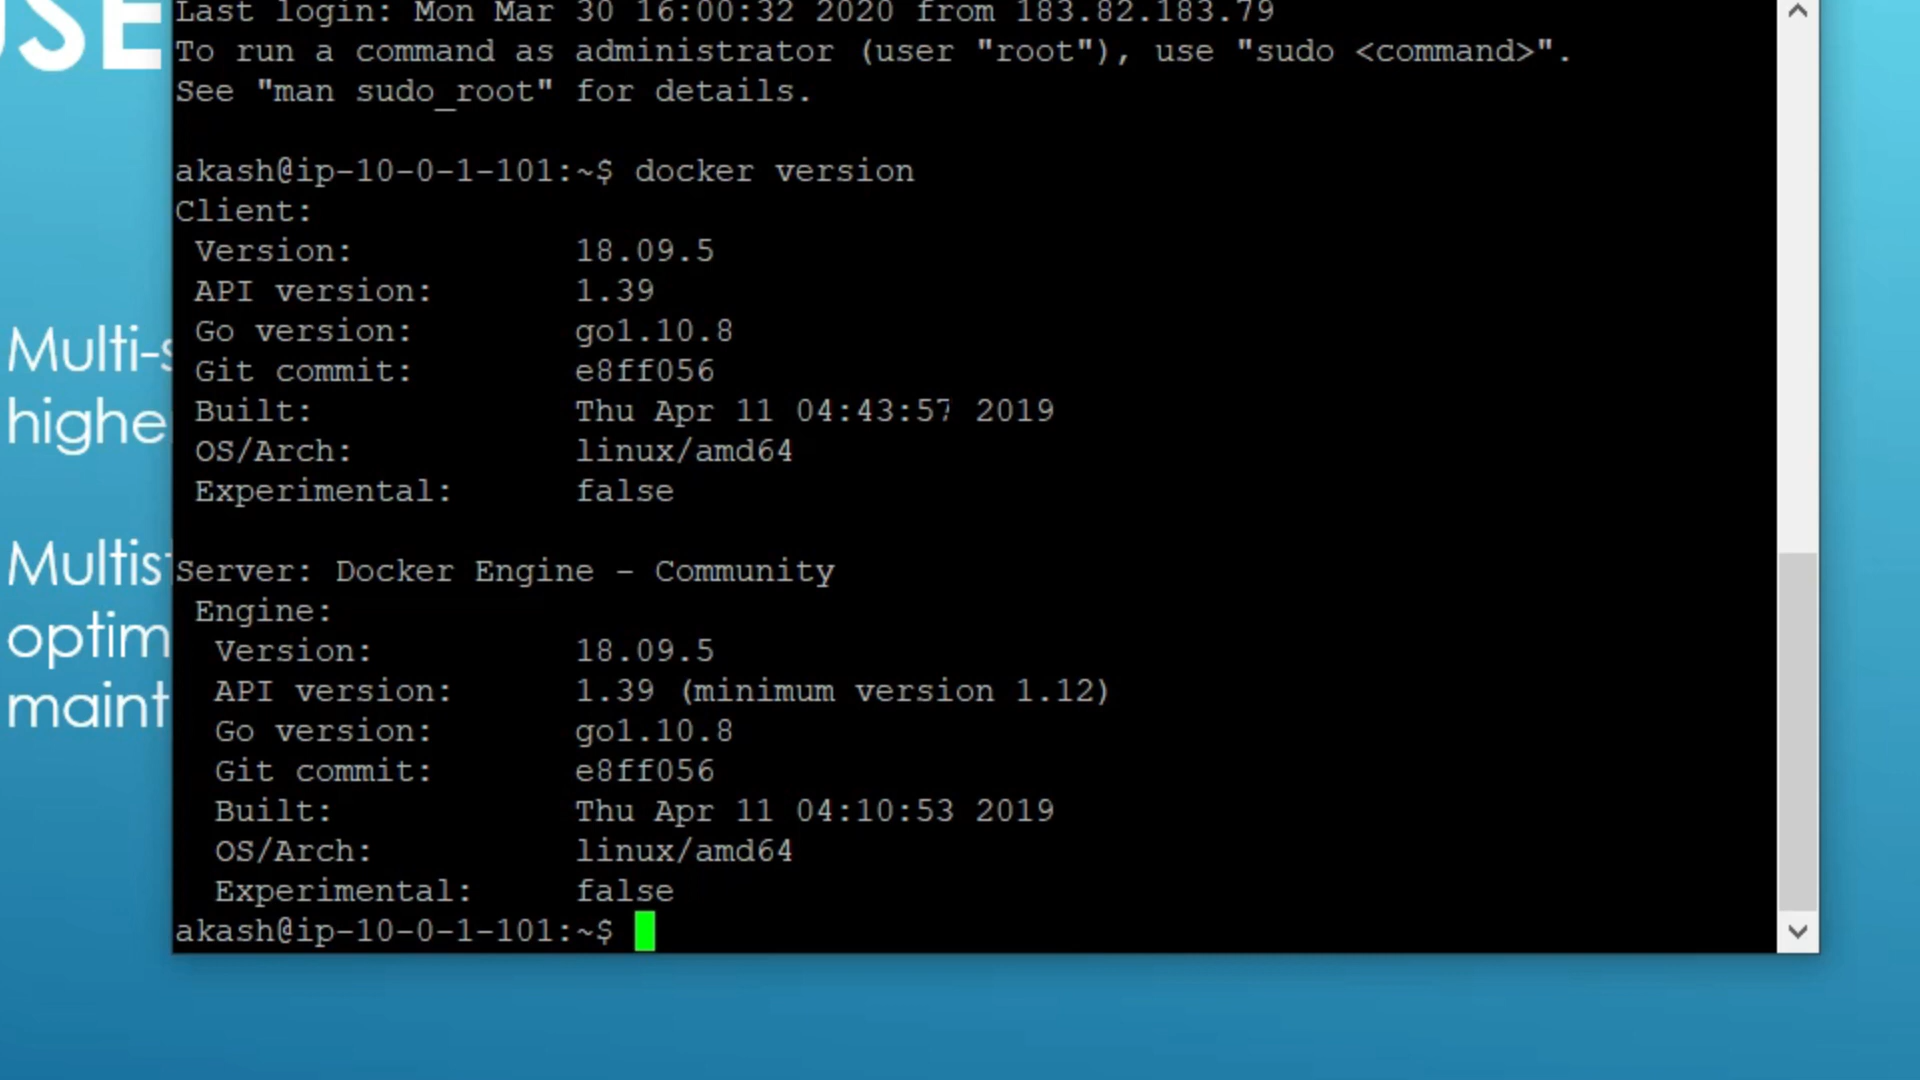 USE
Last login: Mon Mar 30 16:00:32 2020 from 183.82.183.79
To run a command as administrator (user "root"), use "sudo <command>".
See "man sudo_root" for details.
akash@ip-10-0-1-101:~$ docker version
Client:
Version: 18.09.5
API version: 1.39
Go version: go1.10.8
Git commit: e8ff056
Built: Thu Apr 11 04:43:57 2019
OS/Arch: linux/amd64
Experimental: false
Server: Docker Engine - Community
Engine:
Version: 18.09.5
API version: 1.39 (minimum version 1.12)
Go version: go1.10.8
Git commit: e8ff056
Built: Thu Apr 11 04:10:53 2019
OS/Arch: linux/amd64
Experimental: false
akash@ip-10-0-1-101:~$
Multi-s
highe
Multis
optim
maint